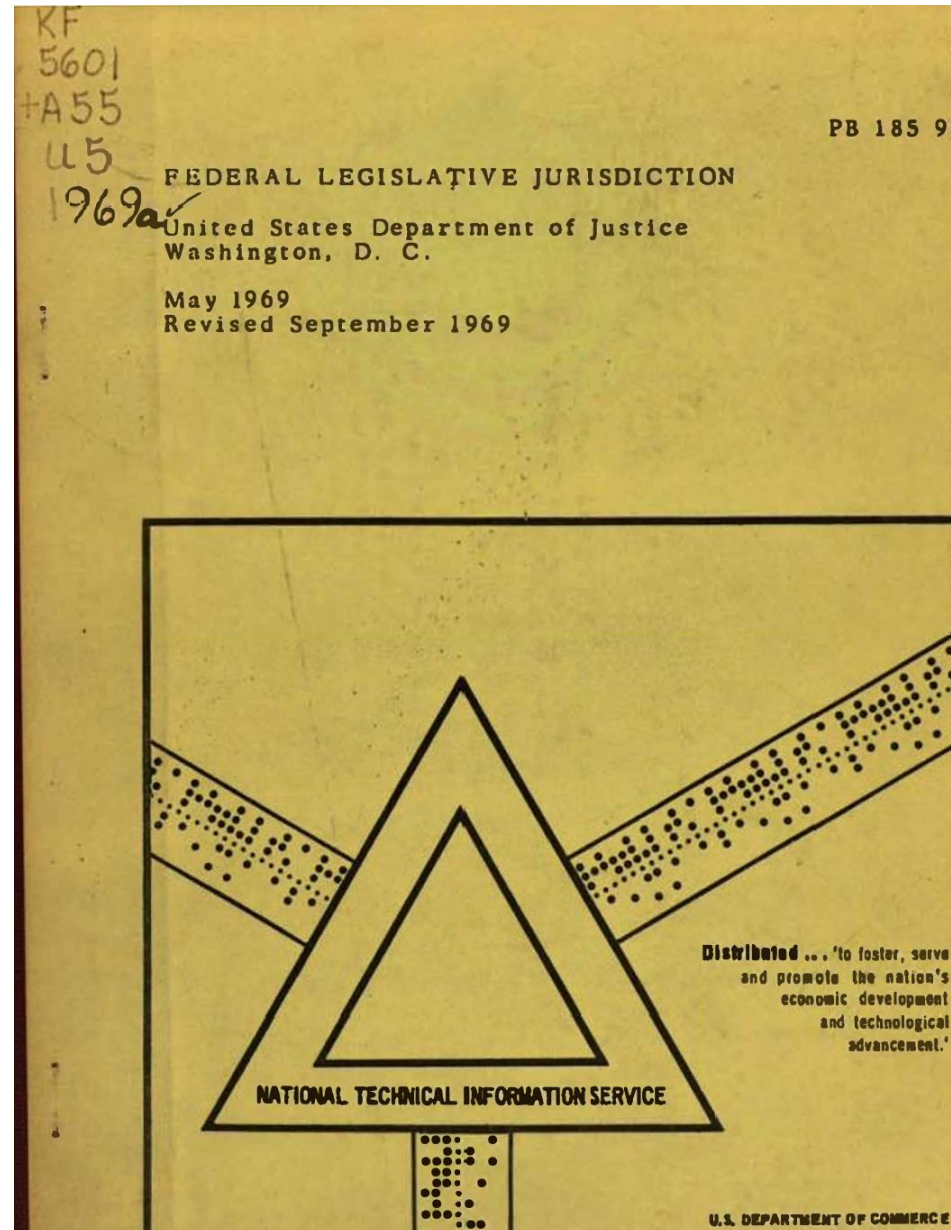 KF
5601
+A55
U5
1969a
PB 185 9
FEDERAL LEGISLATIVE JURISDICTION
United States Department of Justice
Washington, D. C.
May 1969
Revised September 1969
Distributed ... 'to foster, serve
and promote the nation's
economic development
and technological
advancement.'
NATIONAL TECHNICAL INFORMATION SERVICE
U.S. DEPARTMENT OF COMMERCE